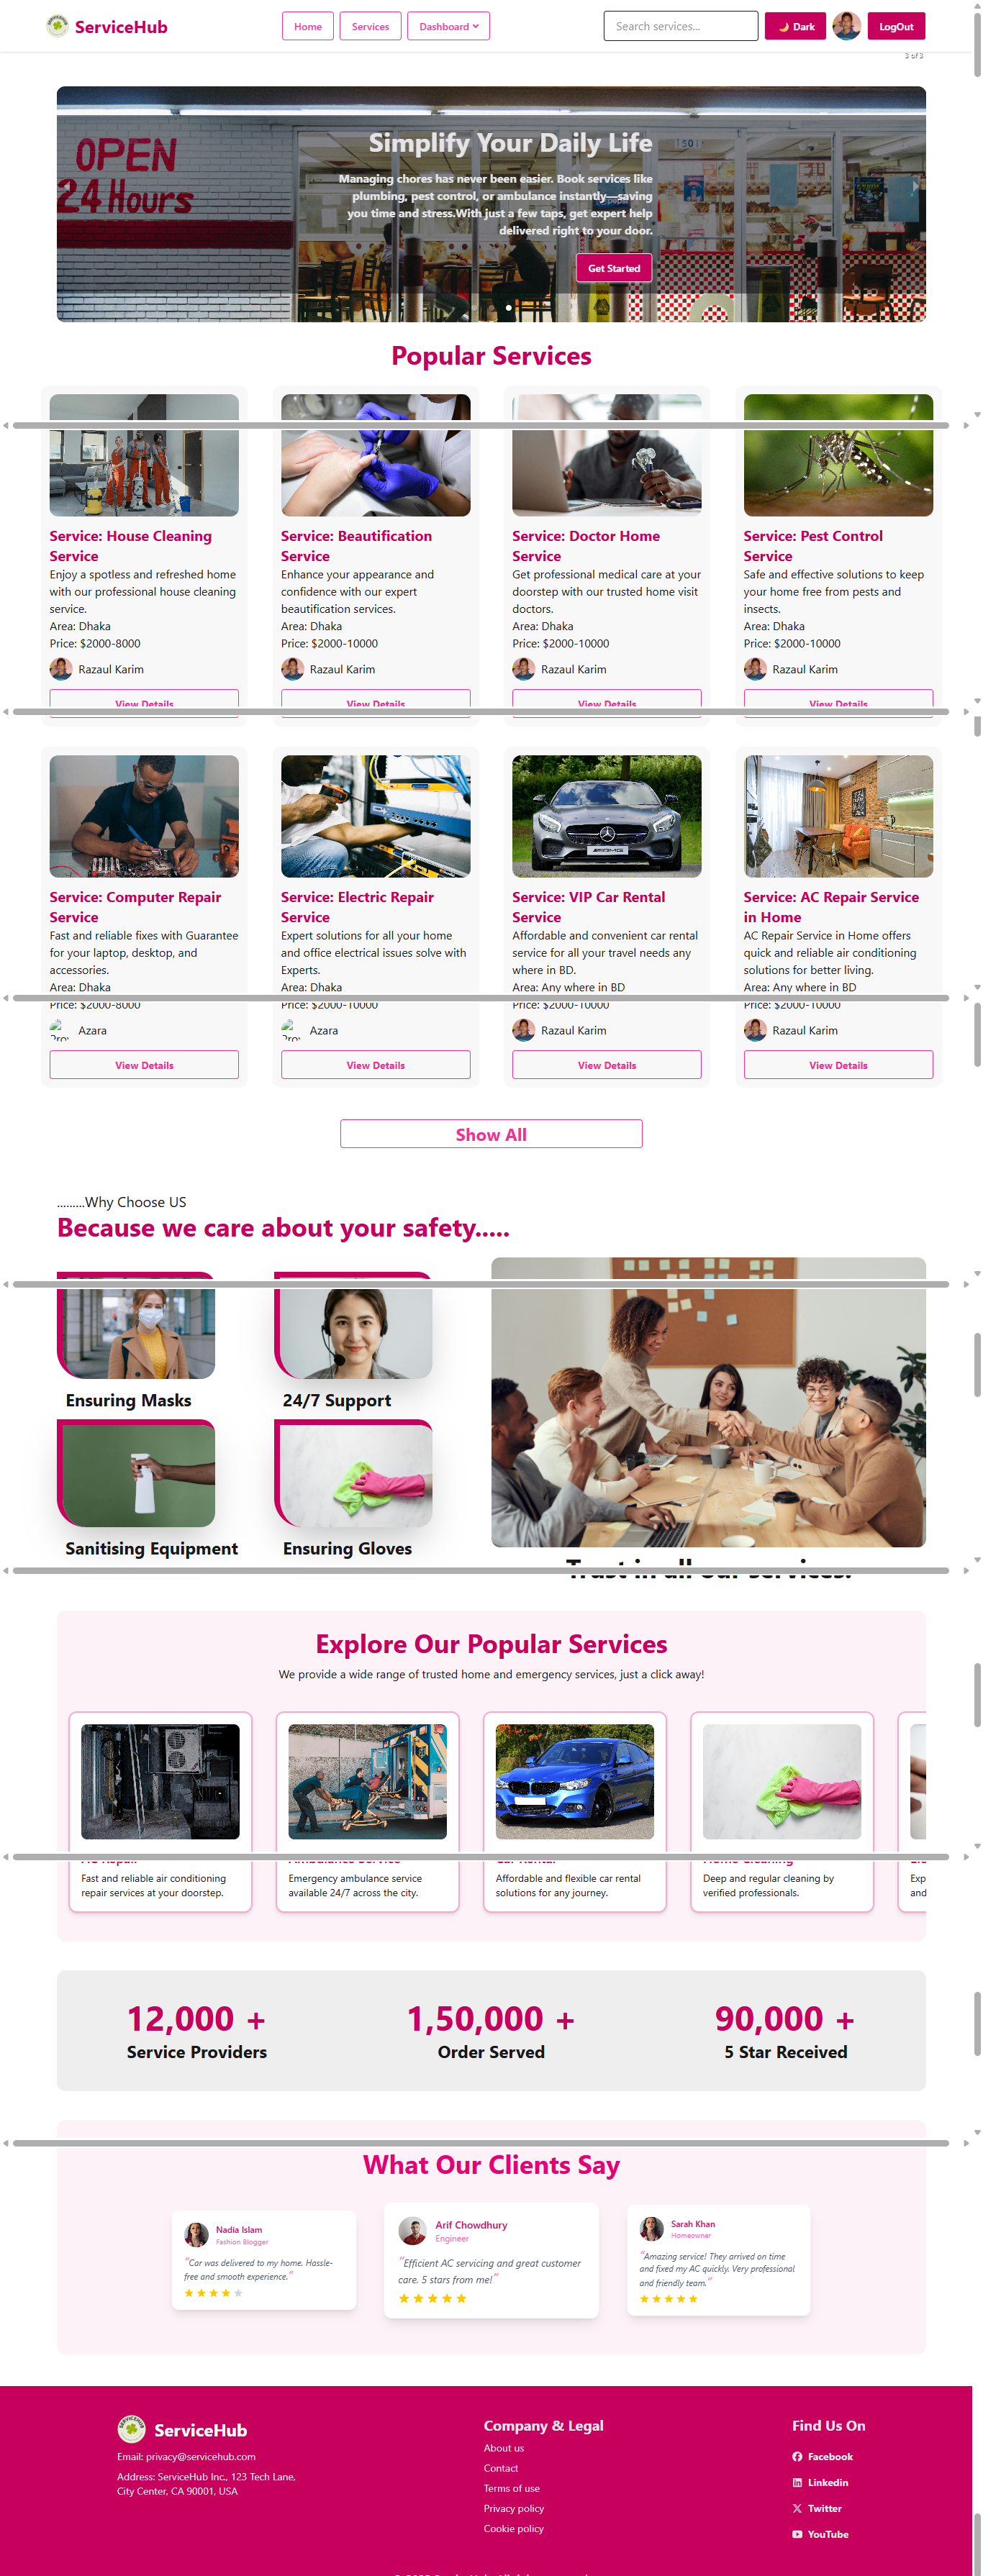 ServiceHub
Home
Services
Dashboard
Search services...
🌙 Dark
LogOut
3 of 3
OPEN
24 Hours
Simplify Your Daily Life
Managing chores has never been easier. Book services like
plumbing, pest control, or ambulance instantly—saving
you time and stress.With just a few taps, get expert help
delivered right to your door.
Get Started
Popular Services
Service: House Cleaning
Service
Enjoy a spotless and refreshed home
with our professional house cleaning
service.
Area: Dhaka
Price: $2000-8000
Razaul Karim
View Details
Service: Beautification
Service
Enhance your appearance and
confidence with our expert
beautification services.
Area: Dhaka
Price: $2000-10000
Razaul Karim
View Details
Service: Doctor Home
Service
Get professional medical care at your
doorstep with our trusted home visit
doctors.
Area: Dhaka
Price: $2000-10000
Razaul Karim
View Details
Service: Pest Control
Service
Safe and effective solutions to keep
your home free from pests and
insects.
Area: Dhaka
Price: $2000-10000
Razaul Karim
View Details
Service: Computer Repair
Service
Fast and reliable fixes with Guarantee
for your laptop, desktop, and
accessories.
Area: Dhaka
Price: $2000-8000
Azara
View Details
Service: Electric Repair
Service
Expert solutions for all your home
and office electrical issues solve with
Experts.
Area: Dhaka
Price: $2000-10000
Azara
View Details
Service: VIP Car Rental
Service
Affordable and convenient car rental
service for all your travel needs any
where in BD.
Area: Any where in BD
Price: $2000-10000
Razaul Karim
View Details
Service: AC Repair Service
in Home
AC Repair Service in Home offers
quick and reliable air conditioning
solutions for better living.
Area: Any where in BD
Price: $2000-10000
Razaul Karim
View Details
Show All
.........Why Choose US
Because we care about your safety.....
Ensuring Masks
24/7 Support
Sanitising Equipment
Ensuring Gloves
Trust in all our services.
Explore Our Popular Services
We provide a wide range of trusted home and emergency services, just a click away!
AC Repair
Fast and reliable air conditioning
repair services at your doorstep.
Ambulance Service
Emergency ambulance service
available 24/7 across the city.
Car Rental
Affordable and flexible car rental
solutions for any journey.
Home Cleaning
Deep and regular cleaning by
verified professionals.
Exp
and
12,000 +
Service Providers
1,50,000 +
Order Served
90,000 +
5 Star Received
What Our Clients Say
Nadia Islam
Fashion Blogger
"Car was delivered to my home. Hassle-
free and smooth experience."
Arif Chowdhury
Engineer
"Efficient AC servicing and great customer
care. 5 stars from me!"
Sarah Khan
Homeowner
"Amazing service! They arrived on time
and fixed my AC quickly. Very professional
and friendly team."
ServiceHub
Email: privacy@servicehub.com
Address: ServiceHub Inc., 123 Tech Lane,
City Center, CA 90001, USA
Company & Legal
About us
Contact
Terms of use
Privacy policy
Cookie policy
Find Us On
Facebook
Linkedin
Twitter
YouTube